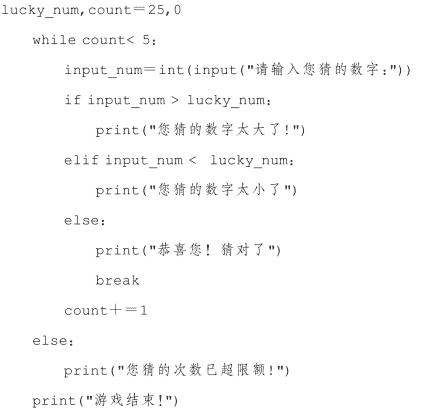 lucky_num,count＝25,0
while count< 5:
input_num＝int(input("请输入您猜的数字:"))
if input_num > lucky_num:
print("您猜的数字太大了!")
elif input_num < lucky_num:
print("您猜的数字太小了")
else:
print("恭喜您! 猜对了")
break
count＋＝1
else:
print("您猜的次数已超限额!")
print("游戏结束!")